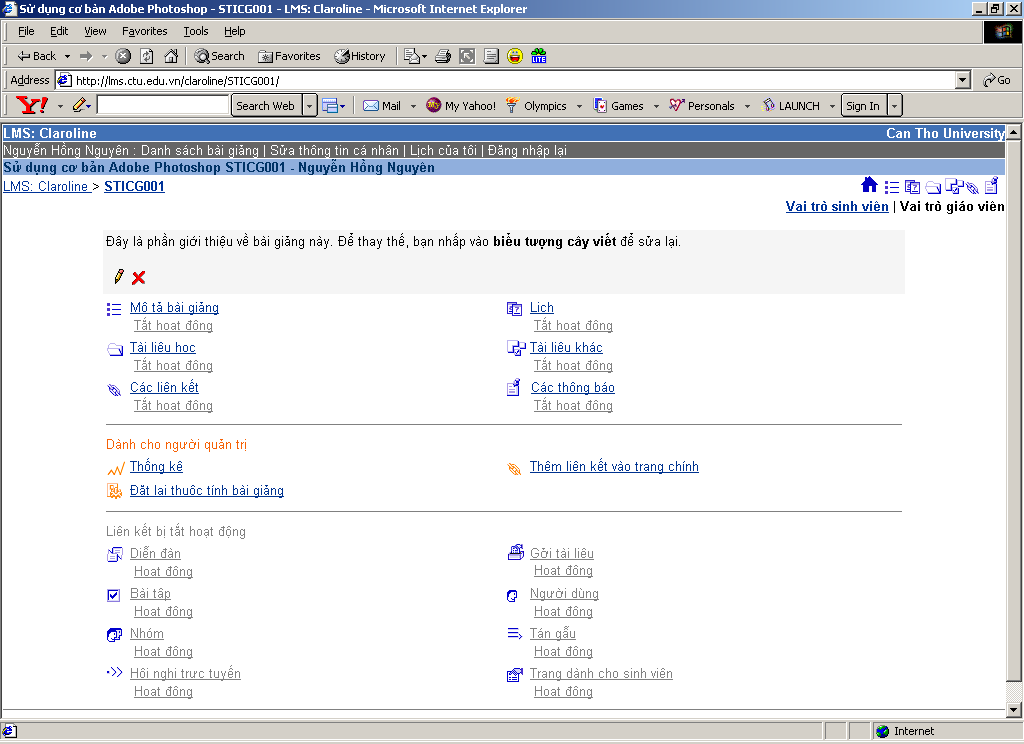 Sử dụng cơ bản Adobe Photoshop - STICG001 - LMS: Claroline - Microsoft Internet Explorer
File Edit View Favorites Tools Help
Back Search Favorites History
Address http://lms.ctu.edu.vn/claroline/STICG001/ Go
Y! Search Web Mail My Yahoo! Olympics Games Personals LAUNCH Sign In
LMS: Claroline Can Tho University
Nguyễn Hồng Nguyên : Danh sách bài giảng | Sửa thông tin cá nhân | Lịch của tôi | Đăng nhập lại
Sử dụng cơ bản Adobe Photoshop STICG001 - Nguyễn Hồng Nguyên
LMS: Claroline > STICG001
Vai trò sinh viên | Vai trò giáo viên
Đây là phần giới thiệu về bài giảng này. Để thay thế, bạn nhấp vào biểu tượng cây viết để sửa lại.
Mô tả bài giảng Lịch
Tắt hoạt động Tắt hoạt động
Tài liệu học Tài liệu khác
Tắt hoạt động Tắt hoạt động
Các liên kết Các thông báo
Tắt hoạt động Tắt hoạt động
Dành cho người quản trị
Thống kê Thêm liên kết vào trang chính
Đặt lại thuộc tính bài giảng
Liên kết bị tắt hoạt động
Diễn đàn Gởi tài liệu
Hoạt động Hoạt động
Bài tập Người dùng
Hoạt động Hoạt động
Nhóm Tán gẫu
Hoạt động Hoạt động
Hội nghị trực tuyến Trang dành cho sinh viên
Hoạt động Hoạt động
Internet